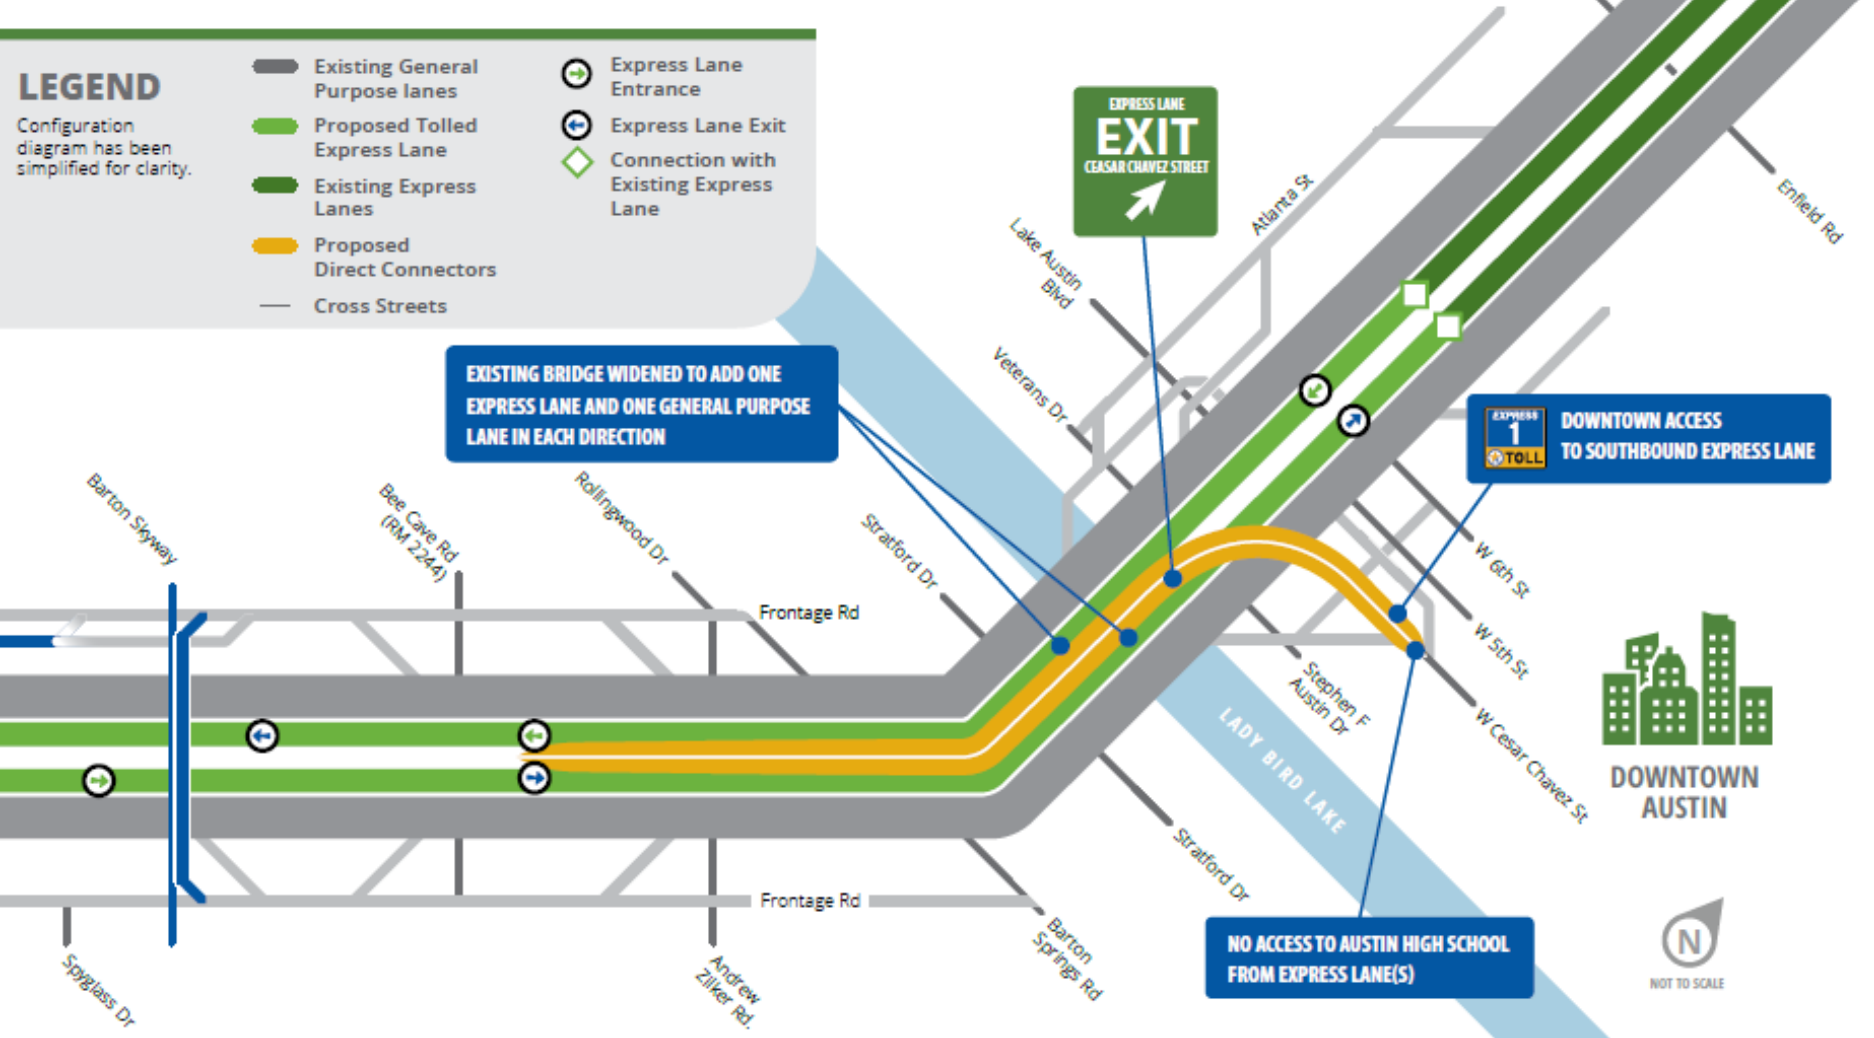 LEGEND
Configuration
diagram has been
simplified for clarity.
Existing General
Purpose lanes
Proposed Tolled
Express Lane
Existing Express
Lanes
Proposed
Direct Connectors
Cross Streets
Express Lane
Entrance
Express Lane Exit
Connection with
Existing Express
Lane
EXPRESS LANE
EXIT
CEASAR CHAVEZ STREET
Atlanta St
Enfield Rd
Lake Austin
Blvd
Veterans Dr
EXISTING BRIDGE WIDENED TO ADD ONE
EXPRESS LANE AND ONE GENERAL PURPOSE
LANE IN EACH DIRECTION
EXPRESS
1
TOLL
DOWNTOWN ACCESS
TO SOUTHBOUND EXPRESS LANE
Barton Skyway
Bee Cave Rd
(RM 2244)
Rollingwood Dr
Stratford Dr
Frontage Rd
W 6th St
W 5th St
Stephen F
Austin Dr
W Cesar Chavez St
LADY BIRD LAKE
DOWNTOWN
AUSTIN
Stratford Dr
Frontage Rd
Barton
Springs Rd
Spyglass Dr
Andrew
Zilker Rd.
NO ACCESS TO AUSTIN HIGH SCHOOL
FROM EXPRESS LANE(S)
N
NOT TO SCALE